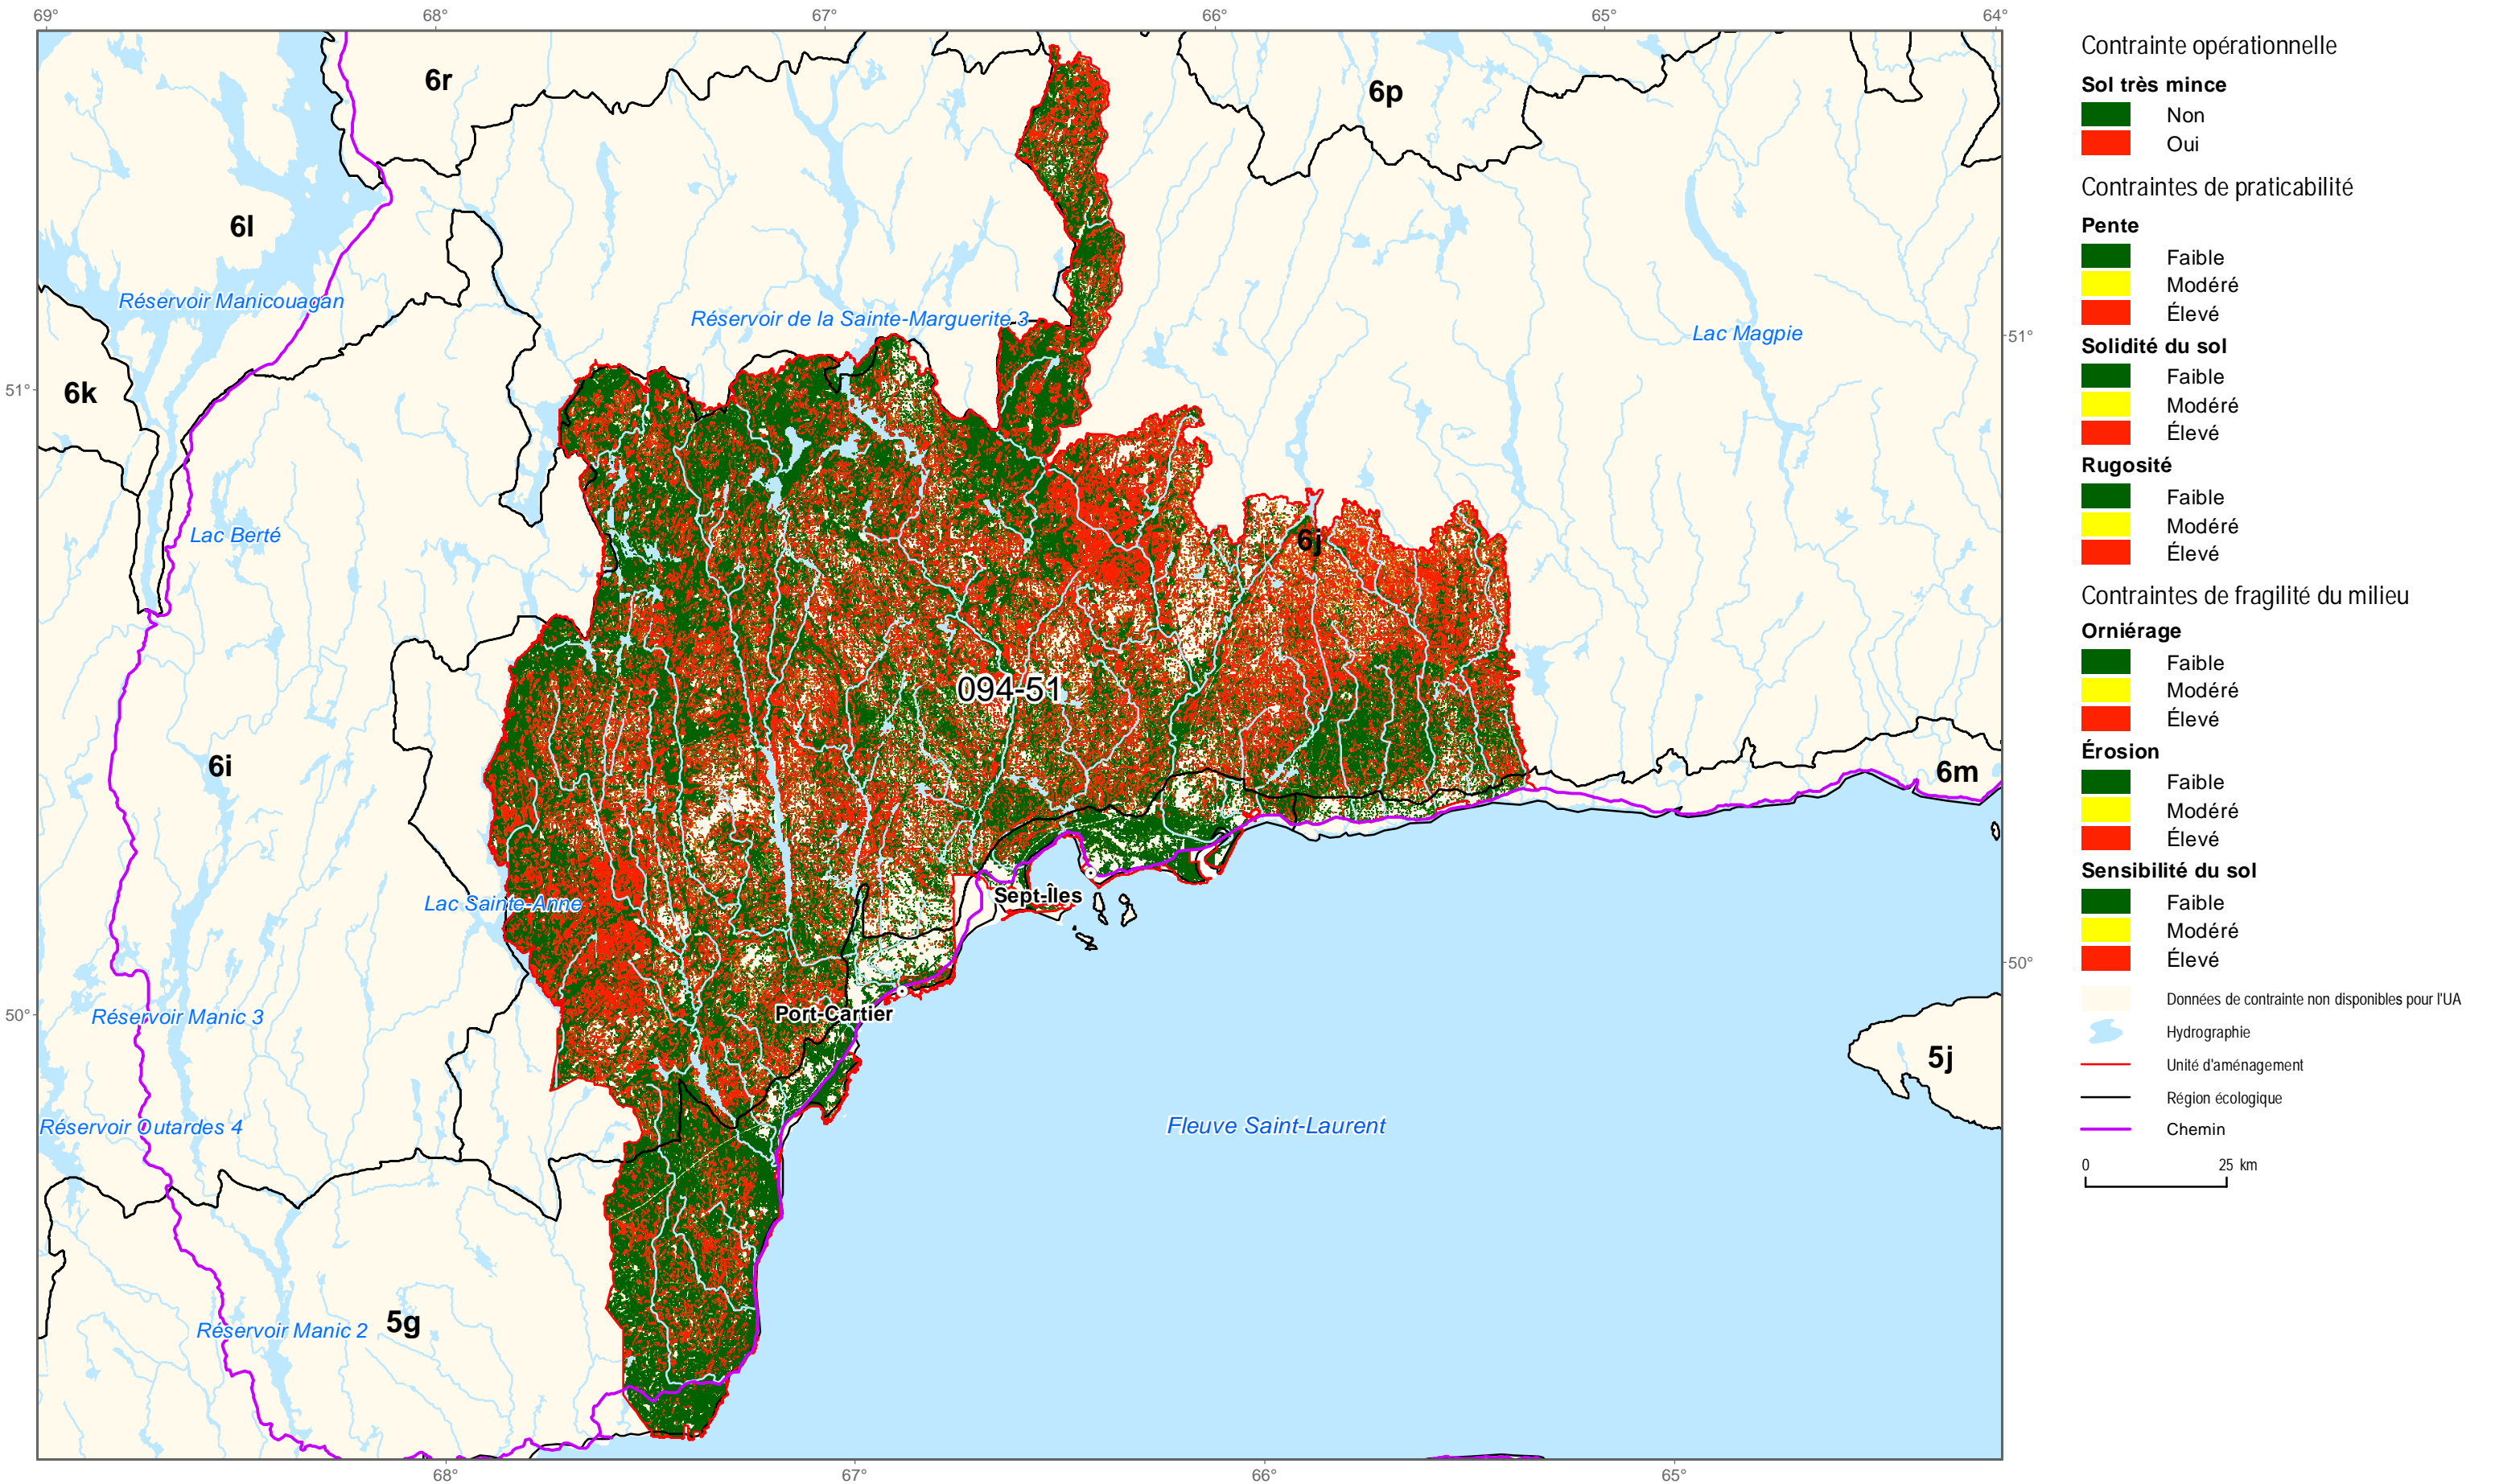 69°
68°
67°
66°
65°
64°
6r
6p
6l
Réservoir Manicouagan
Réservoir de la Sainte-Marguerite 3
Lac Magpie
51°
51°
6k
Lac Berté
6j
094-51
6i
6m
Lac Sainte-Anne
Sept-Îles
50°
50°
Réservoir Manic 3
Port-Cartier
5j
Réservoir Outardes 4
Fleuve Saint-Laurent
5g
Réservoir Manic 2
68°
67°
66°
65°
Contrainte opérationnelle
Sol très mince
Non
Oui
Contraintes de praticabilité
Pente
Faible
Modéré
Élevé
Solidité du sol
Faible
Modéré
Élevé
Rugosité
Faible
Modéré
Élevé
Contraintes de fragilité du milieu
Orniérage
Faible
Modéré
Élevé
Érosion
Faible
Modéré
Élevé
Sensibilité du sol
Faible
Modéré
Élevé
Données de contrainte non disponibles pour l'UA
Hydrographie
Unité d'aménagement
Région écologique
Chemin
0 25 km